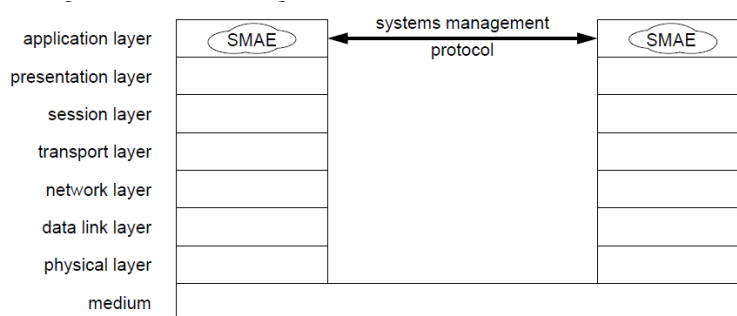 application layer
SMAE
systems management
protocol
SMAE
presentation layer
session layer
transport layer
network layer
data link layer
physical layer
medium